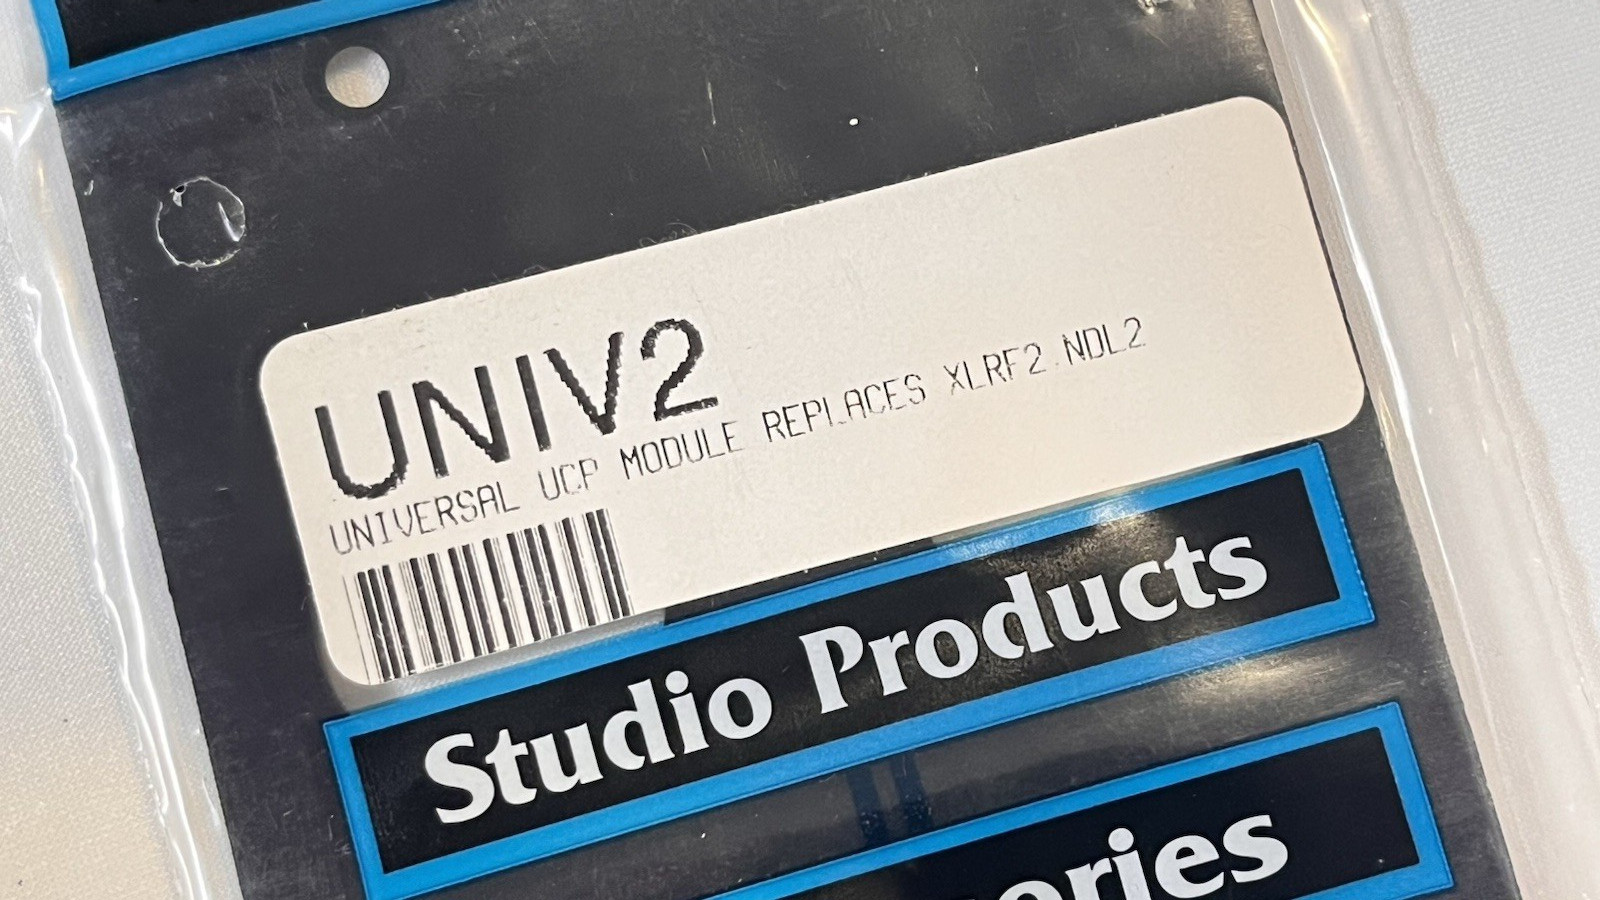 UNIV2
UNIVERSAL UCP MODULE REPLACES XLRF2.NDL2
Studio Products